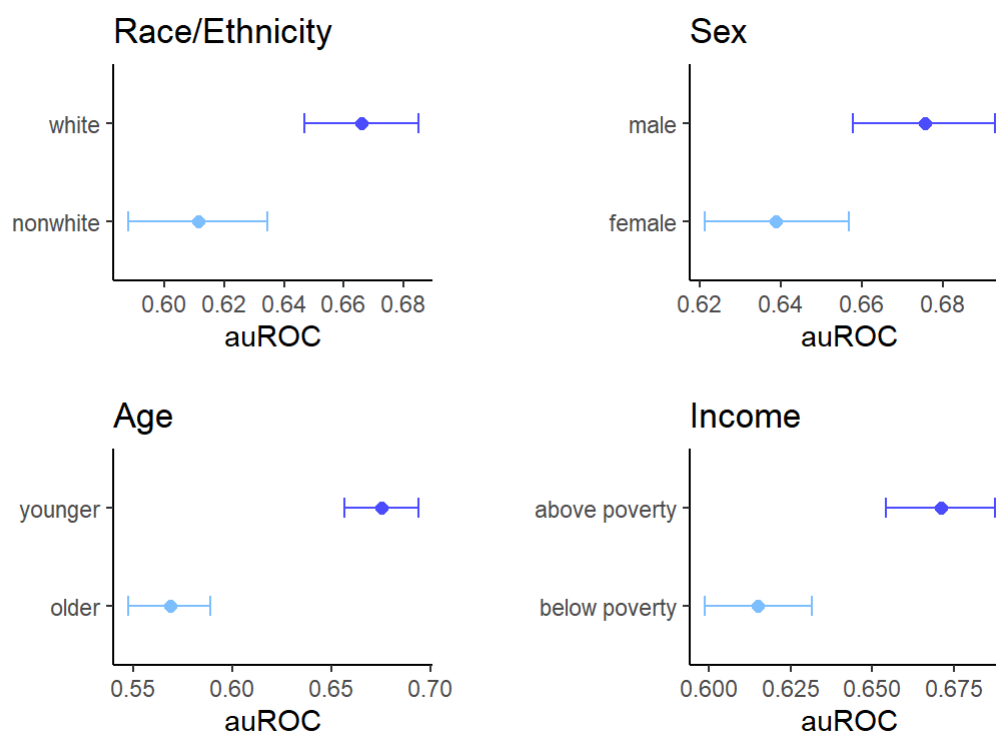 Race/Ethnicity
white
nonwhite
0.60 0.62 0.64 0.66 0.68
auROC
Sex
male
female
0.62 0.64 0.66 0.68
auROC
Age
younger
older
0.55 0.60 0.65 0.70
auROC
Income
above poverty
below poverty
0.600 0.625 0.650 0.675
auROC